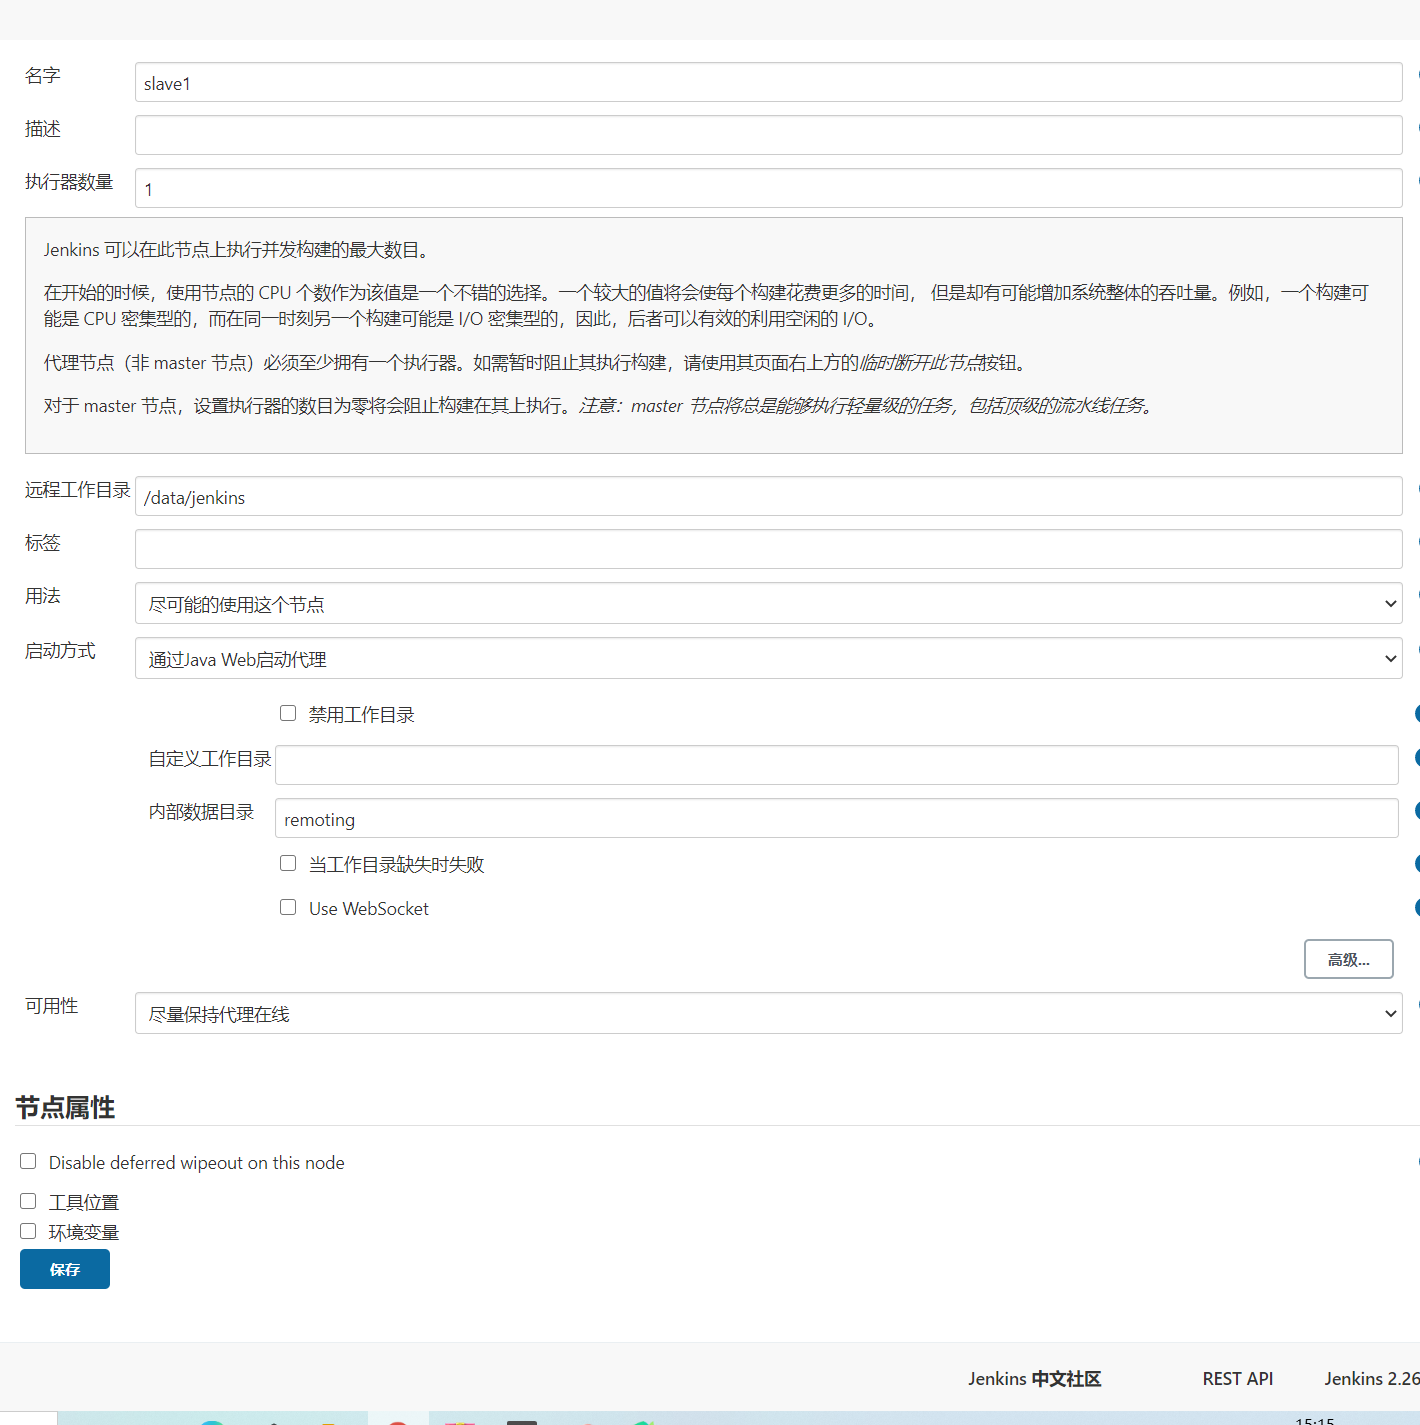 名字
slave1
描述
执行器数量
1
Jenkins 可以在此节点上执行并发构建的最大数目。
在开始的时候，使用节点的 CPU 个数作为该值是一个不错的选择。一个较大的值将会使每个构建花费更多的时间， 但是却有可能增加系统整体的吞吐量。例如，一个构建可
能是 CPU 密集型的，而在同一时刻另一个构建可能是 I/O 密集型的，因此，后者可以有效的利用空闲的 I/O。
代理节点（非 master 节点）必须至少拥有一个执行器。如需暂时阻止其执行构建，请使用其页面右上方的临时断开此节点按钮。
对于 master 节点，设置执行器的数目为零将会阻止构建在其上执行。注意：master 节点将总是能够执行轻量级的任务，包括顶级的流水线任务。
远程工作目录
/data/jenkins
标签
用法
尽可能的使用这个节点
启动方式
通过Java Web启动代理
禁用工作目录
自定义工作目录
内部数据目录
remoting
当工作目录缺失时失败
Use WebSocket
高级...
可用性
尽量保持代理在线
节点属性
Disable deferred wipeout on this node
工具位置
环境变量
保存
Jenkins 中文社区 REST API Jenkins 2.26
15:15